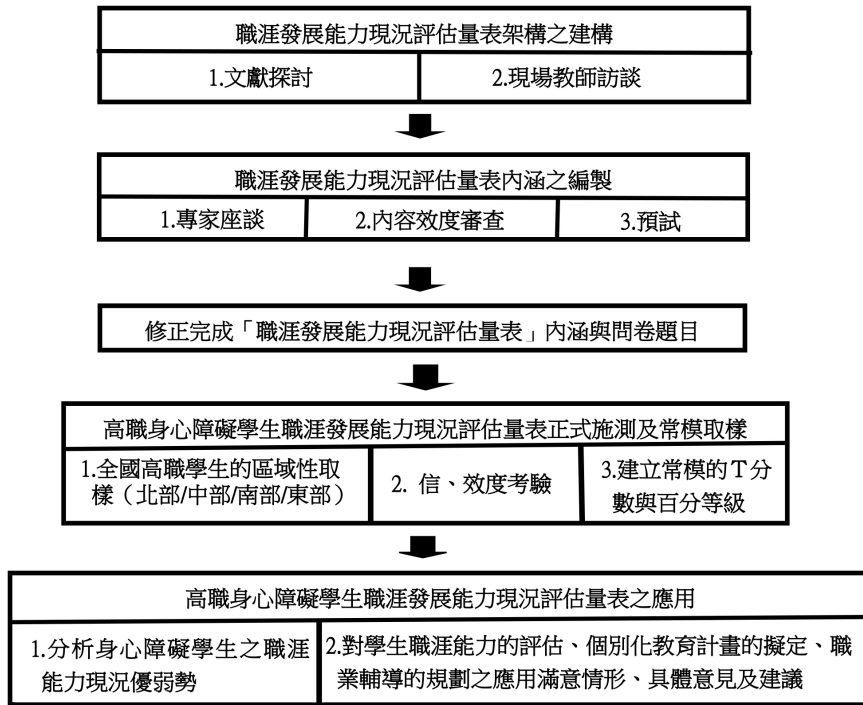 職涯發展能力現況評估量表架構之建構
1.文獻探討
2.現場教師訪談
職涯發展能力現況評估量表內涵之編製
1.專家座談
2.內容效度審查
3.預試
修正完成「職涯發展能力現況評估量表」內涵與問卷題目
高職身心障礙學生職涯發展能力現況評估量表正式施測及常模取樣
1.全國高職學生的區域性取
樣（北部/中部/南部/東部）
2. 信、效度考驗
3.建立常模的T分
數與百分等級
高職身心障礙學生職涯發展能力現況評估量表之應用
1.分析身心障礙學生之職涯
能力現況優弱勢
2.對學生職涯能力的評估、個別化教育計畫的擬定、職
業輔導的規劃之應用滿意情形、具體意見及建議